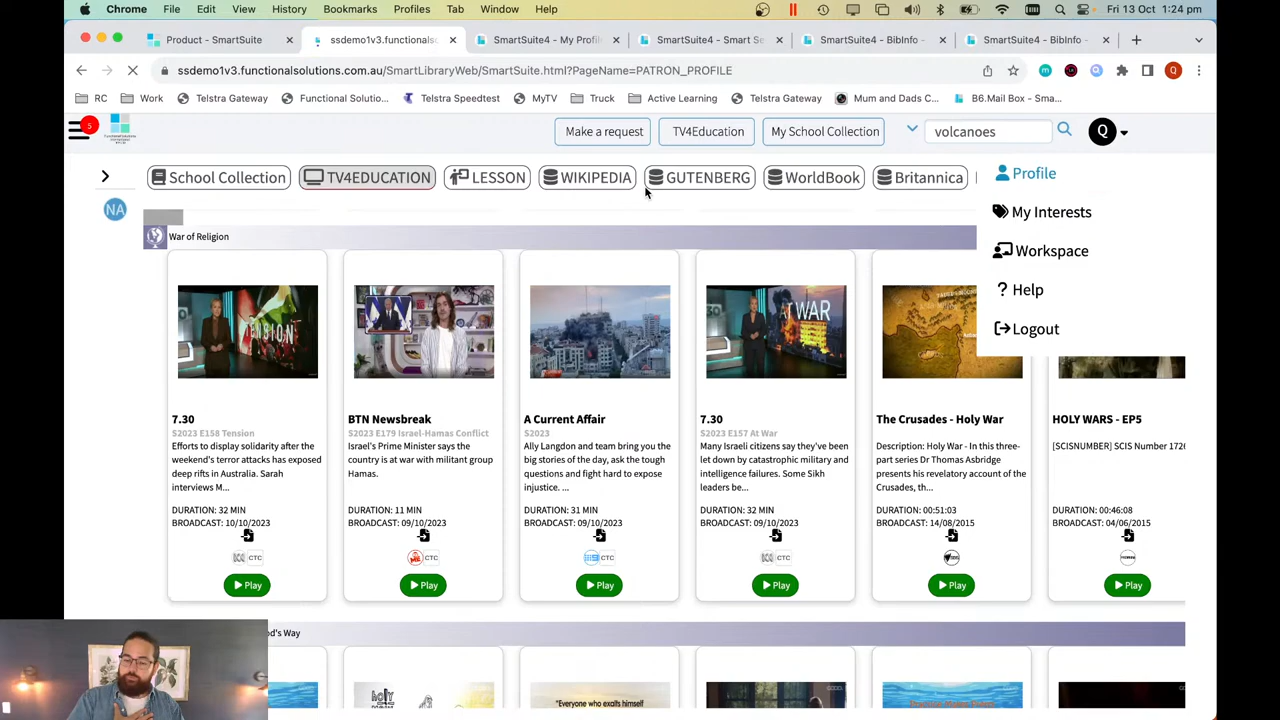 Chrome File Edit View History Bookmarks Profiles Tab Window Help Fri 13 Oct 1:24 pm
Product - SmartSuite ssdemo1v3.functionalso SmartSuite4 - My Profil SmartSuite4 - Smart Se SmartSuite4 - BibInfo - SmartSuite4 - BibInfo -
ssdemo1v3.functionalsolutions.com.au/SmartLibraryWeb/SmartSuite.html?PageName=PATRON_PROFILE
RC Work Telstra Gateway Functional Solutio... Telstra Speedtest MyTV Truck Active Learning Telstra Gateway Mum and Dads C... B6.Mail Box - Sma...
5 Make a request TV4Education My School Collection volcanoes Q
School Collection TV4EDUCATION LESSON WIKIPEDIA GUTENBERG WorldBook Britannica
NA
Profile
My Interests
Workspace
Help
Logout
War of Religion
TENSION
AT WAR
7.30
S2023 E158 Tension
Efforts to display solidarity after the
weekend's terror attacks has exposed
deep rifts in Australia. Sarah
interviews M...
DURATION: 32 MIN
BROADCAST: 10/10/2023
CTC
Play
BTN Newsbreak
S2023 E179 Israel-Hamas Conflict
Israel's Prime Minister says the
country is at war with militant group
Hamas.
DURATION: 11 MIN
BROADCAST: 09/10/2023
CTC
Play
A Current Affair
S2023
Ally Langdon and team bring you the
big stories of the day, ask the tough
questions and fight hard to expose
injustice. ...
DURATION: 31 MIN
BROADCAST: 09/10/2023
CTC
Play
7.30
S2023 E157 At War
Many Israeli citizens say they've been
let down by catastrophic military and
intelligence failures. Some Sikh
leaders be...
DURATION: 32 MIN
BROADCAST: 09/10/2023
CTC
Play
The Crusades - Holy War
Description: Holy War - In this three-
part series Dr Thomas Asbridge
presents his revelatory account of the
Crusades, th...
DURATION: 00:51:03
BROADCAST: 14/08/2015
Play
HOLY WARS - EP5
[SCISNUMBER] SCIS Number 1726
DURATION: 00:46:08
BROADCAST: 04/06/2015
Play
od's Way
holy
"Everyone who exalts himself